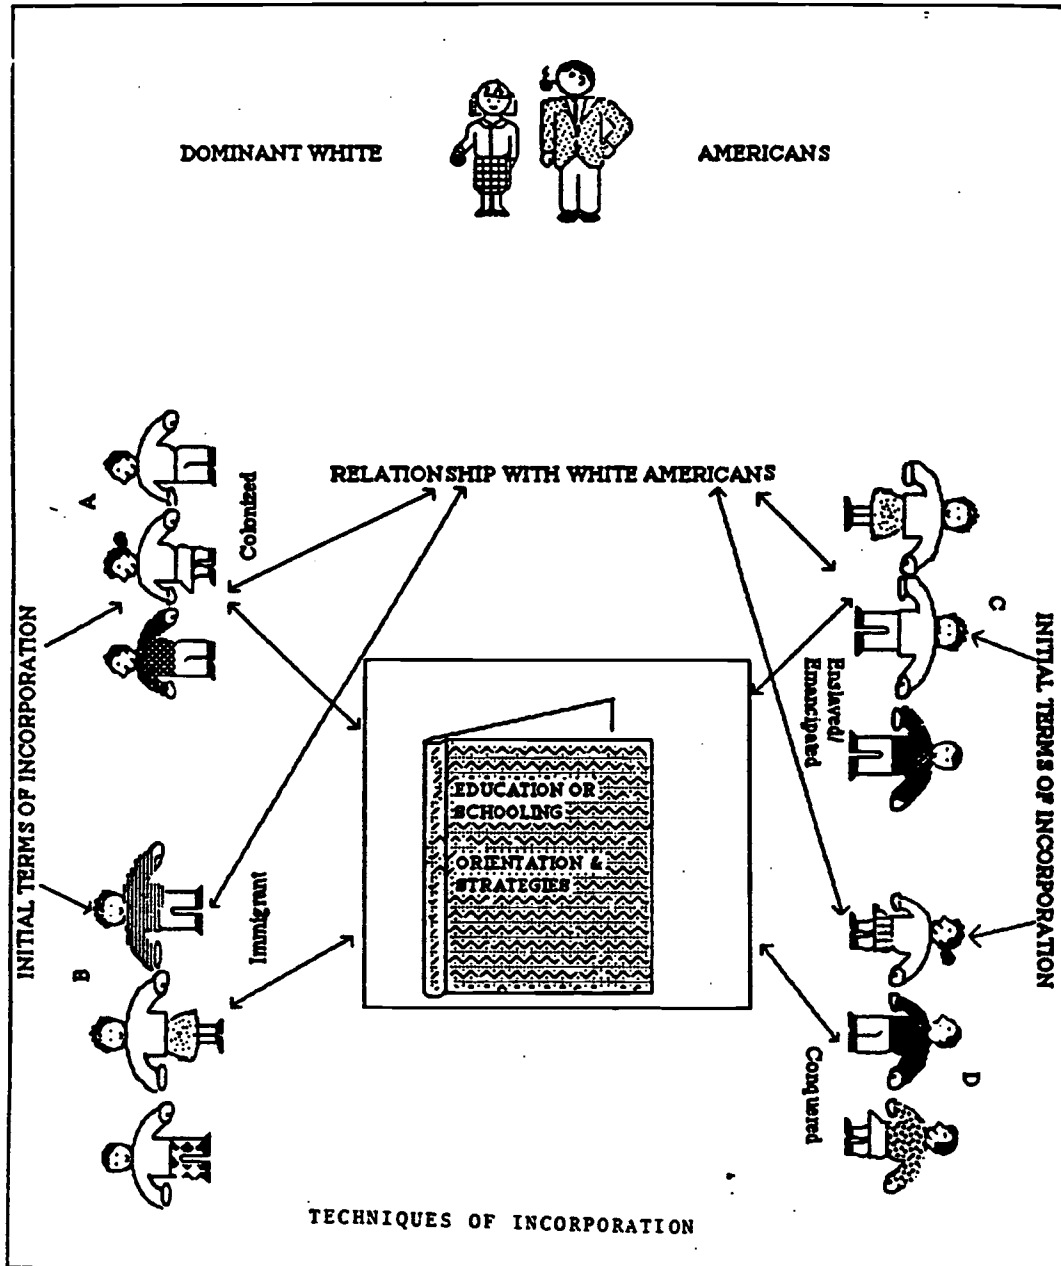 DOMINANT WHITE
AMERICANS
RELATIONSHIP WITH WHITE AMERICANS
INITIAL TERMS OF INCORPORATION
A
Colonized
B
Immigrant
EDUCATION OR
SCHOOLING
ORIENTATION &
STRATEGIES
C
Enslaved/
Emancipated
D
Conquered
INITIAL TERMS OF INCORPORATION
TECHNIQUES OF INCORPORATION